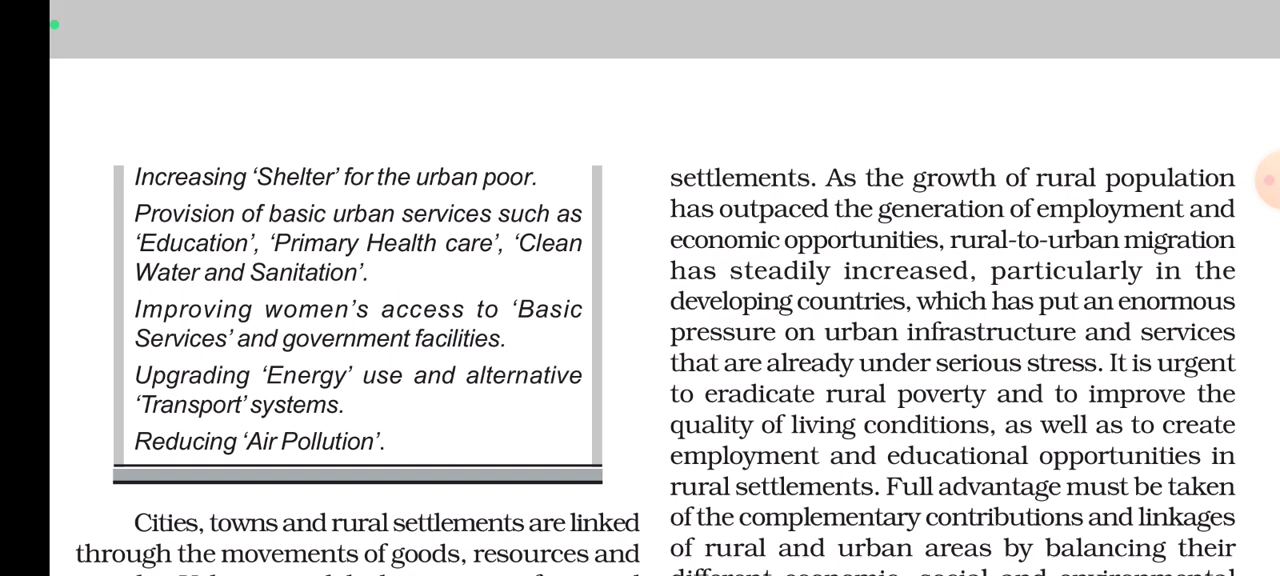 Increasing ‘Shelter’ for the urban poor.
Provision of basic urban services such as
‘Education’, ‘Primary Health care’, ‘Clean
Water and Sanitation’.
Improving women’s access to ‘Basic
Services’ and government facilities.
Upgrading ‘Energy’ use and alternative
‘Transport’ systems.
Reducing ‘Air Pollution’.
Cities, towns and rural settlements are linked
through the movements of goods, resources and
settlements. As the growth of rural population
has outpaced the generation of employment and
economic opportunities, rural-to-urban migration
has steadily increased, particularly in the
developing countries, which has put an enormous
pressure on urban infrastructure and services
that are already under serious stress. It is urgent
to eradicate rural poverty and to improve the
quality of living conditions, as well as to create
employment and educational opportunities in
rural settlements. Full advantage must be taken
of the complementary contributions and linkages
of rural and urban areas by balancing their
different economic, social and environmental